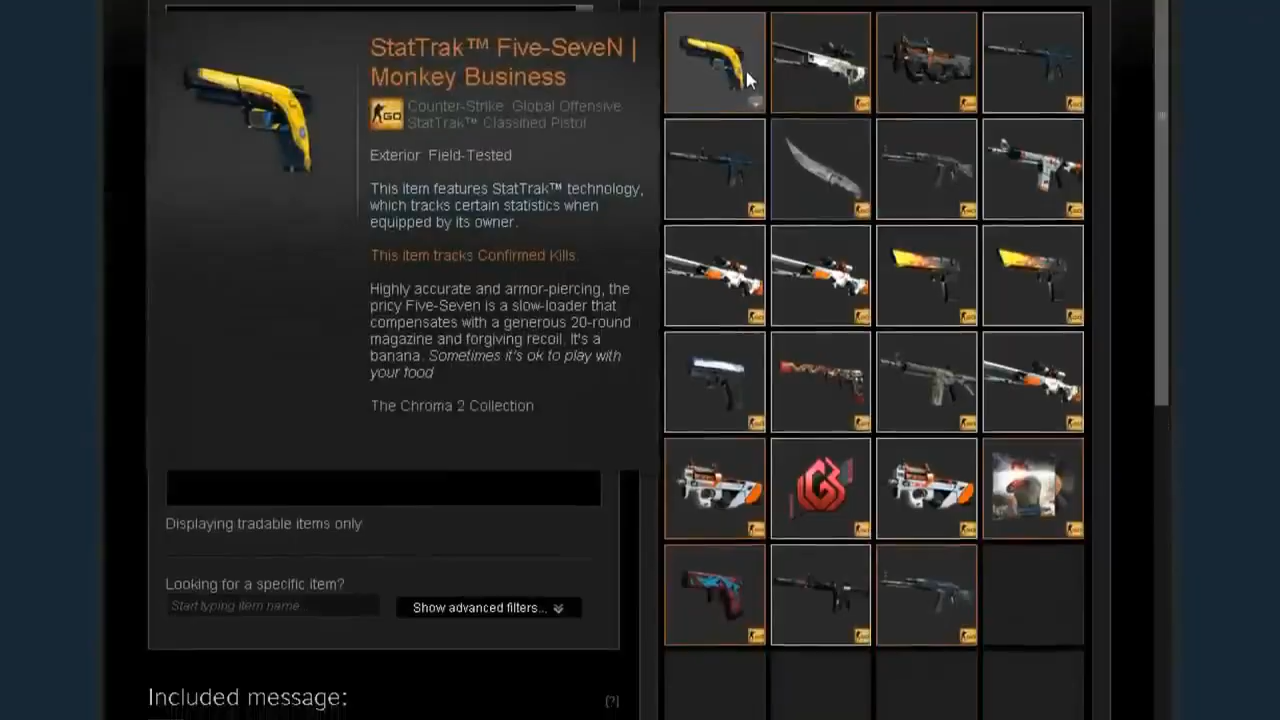 StatTrak™ Five-SeveN |
Monkey Business
GO
Counter-Strike: Global Offensive
StatTrak™ Classified Pistol
Exterior: Field-Tested
This item features StatTrak™ technology,
which tracks certain statistics when
equipped by its owner.
This item tracks Confirmed Kills.
Highly accurate and armor-piercing, the
pricy Five-Seven is a slow-loader that
compensates with a generous 20-round
magazine and forgiving recoil. It's a
banana. Sometimes it's ok to play with
your food
The Chroma 2 Collection
Displaying tradable items only
Looking for a specific item?
Start typing item name...
Show advanced filters...
Included message:
[?]